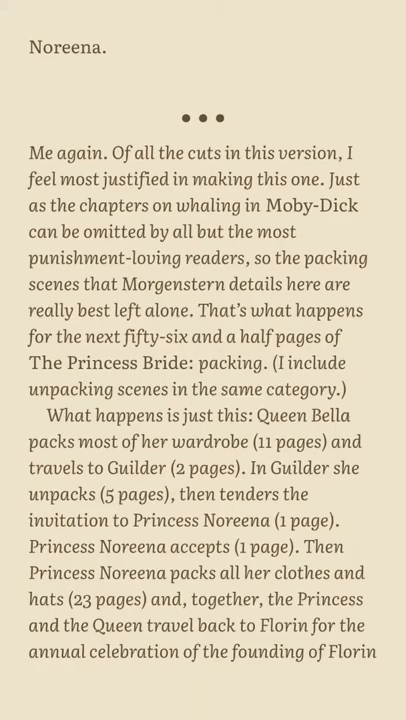 Noreena.
• • •
Me again. Of all the cuts in this version, I
feel most justified in making this one. Just
as the chapters on whaling in Moby-Dick
can be omitted by all but the most
punishment-loving readers, so the packing
scenes that Morgenstern details here are
really best left alone. That’s what happens
for the next fifty-six and a half pages of
The Princess Bride: packing. (I include
unpacking scenes in the same category.)
What happens is just this: Queen Bella
packs most of her wardrobe (11 pages) and
travels to Guilder (2 pages). In Guilder she
unpacks (5 pages), then tenders the
invitation to Princess Noreena (1 page).
Princess Noreena accepts (1 page). Then
Princess Noreena packs all her clothes and
hats (23 pages) and, together, the Princess
and the Queen travel back to Florin for the
annual celebration of the founding of Florin